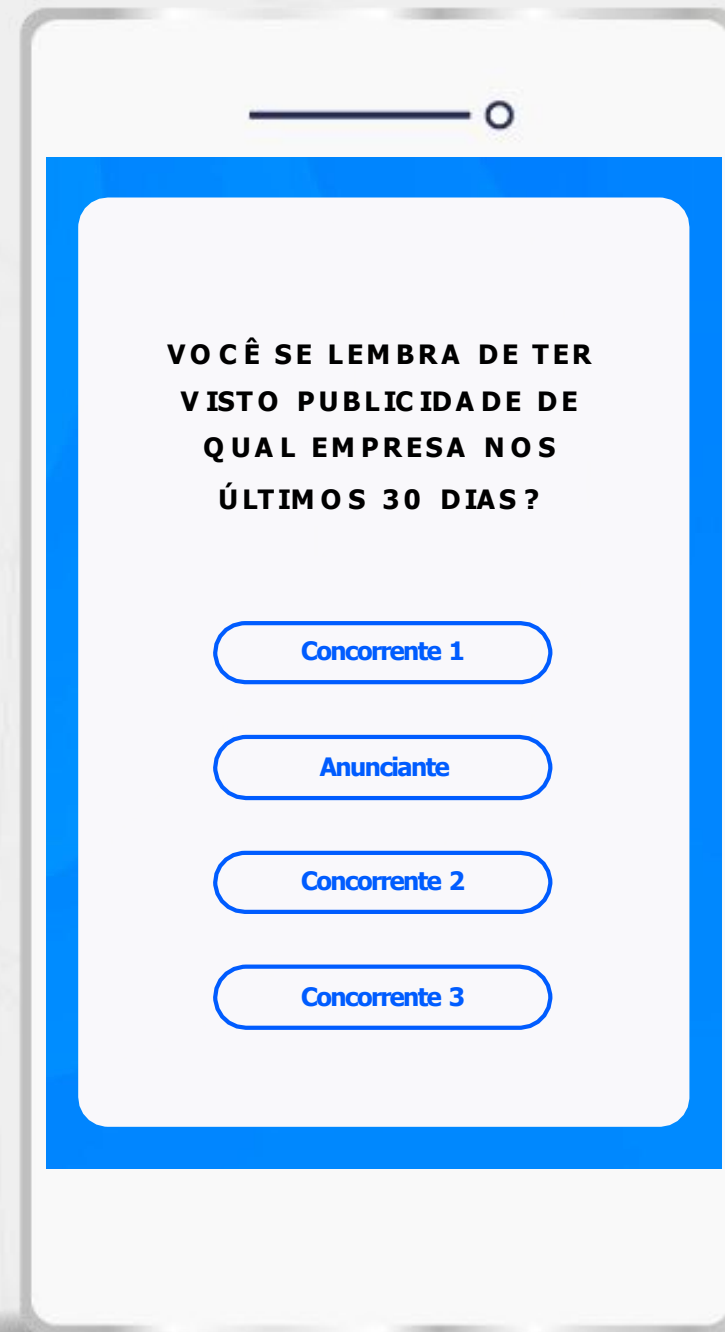 VOCÊ SE LEMBRA DE TER
VISTO PUBLICIDADE DE
QUAL EMPRESA NOS
ÚLTIMOS 30 DIAS?
Concorrente 1
Anunciante
Concorrente 2
Concorrente 3